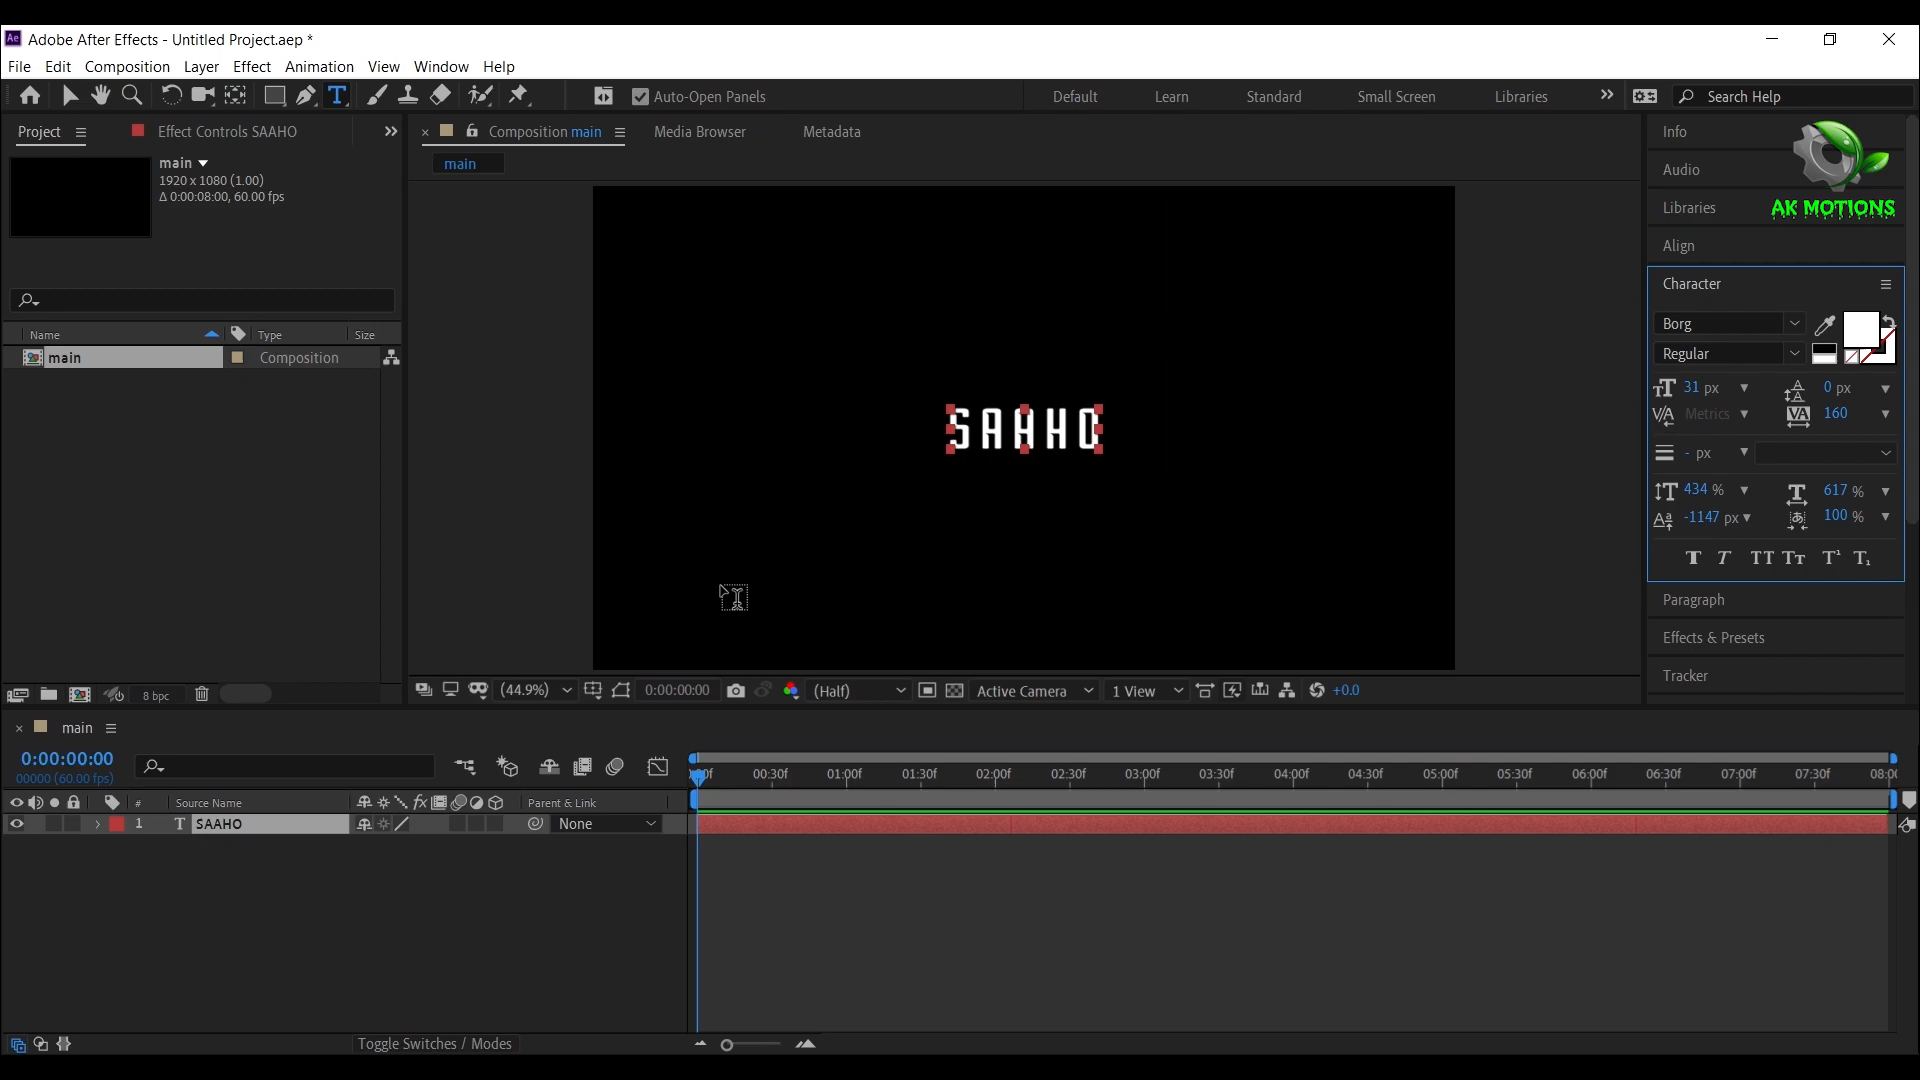 Adobe After Effects - Untitled Project.aep *
File Edit Composition Layer Effect Animation View Window Help
Auto-Open Panels Default Learn Standard Small Screen Libraries Search Help
Project Effect Controls SAAHO
Composition main Media Browser Metadata
main
1920 x 1080 (1.00)
Δ 0:00:08:00, 60.00 fps
main
Name Type Size
main Composition
8 bpc
SAAHO
(44.9%) 0:00:00:00 (Half) Active Camera 1 View +0.0
Info
Audio
Libraries
AK MOTIONS
Align
Character
Borg
Regular
31 px 0 px
Metrics 160
- px
434 % 617 %
-1147 px 100 %
T T TT Tт T¹ T₁
Paragraph
Effects & Presets
Tracker
main
0:00:00:00
00000 (60.00 fps)
00:30f 01:00f 01:30f 02:00f 02:30f 03:00f 03:30f 04:00f 04:30f 05:00f 05:30f 06:00f 06:30f 07:00f 07:30f
# Source Name Parent & Link
1 T SAAHO None
Toggle Switches / Modes